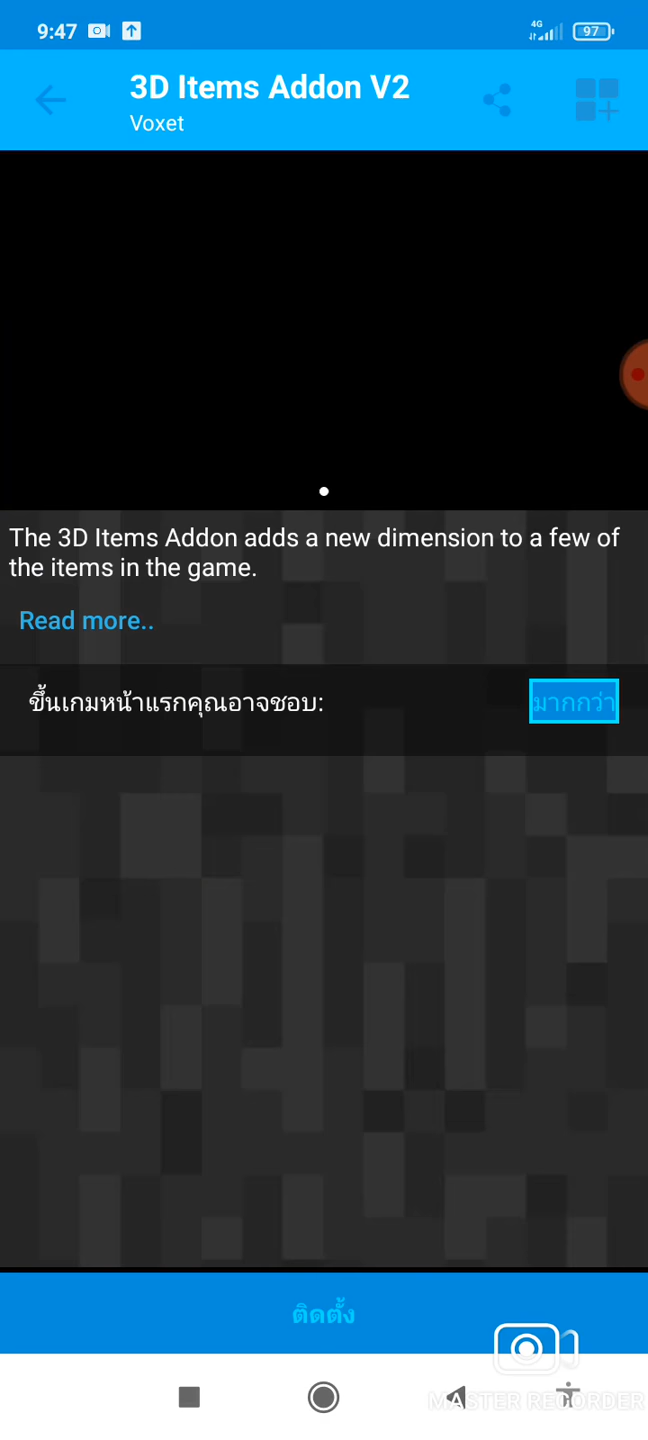 9:47
4G
97
3D Items Addon V2
Voxet
The 3D Items Addon adds a new dimension to a few of
the items in the game.
Read more..
ขึ้นเกมหน้าแรกคุณอาจชอบ:
มากกว่า
ติดตั้ง
MASTER RECORDER